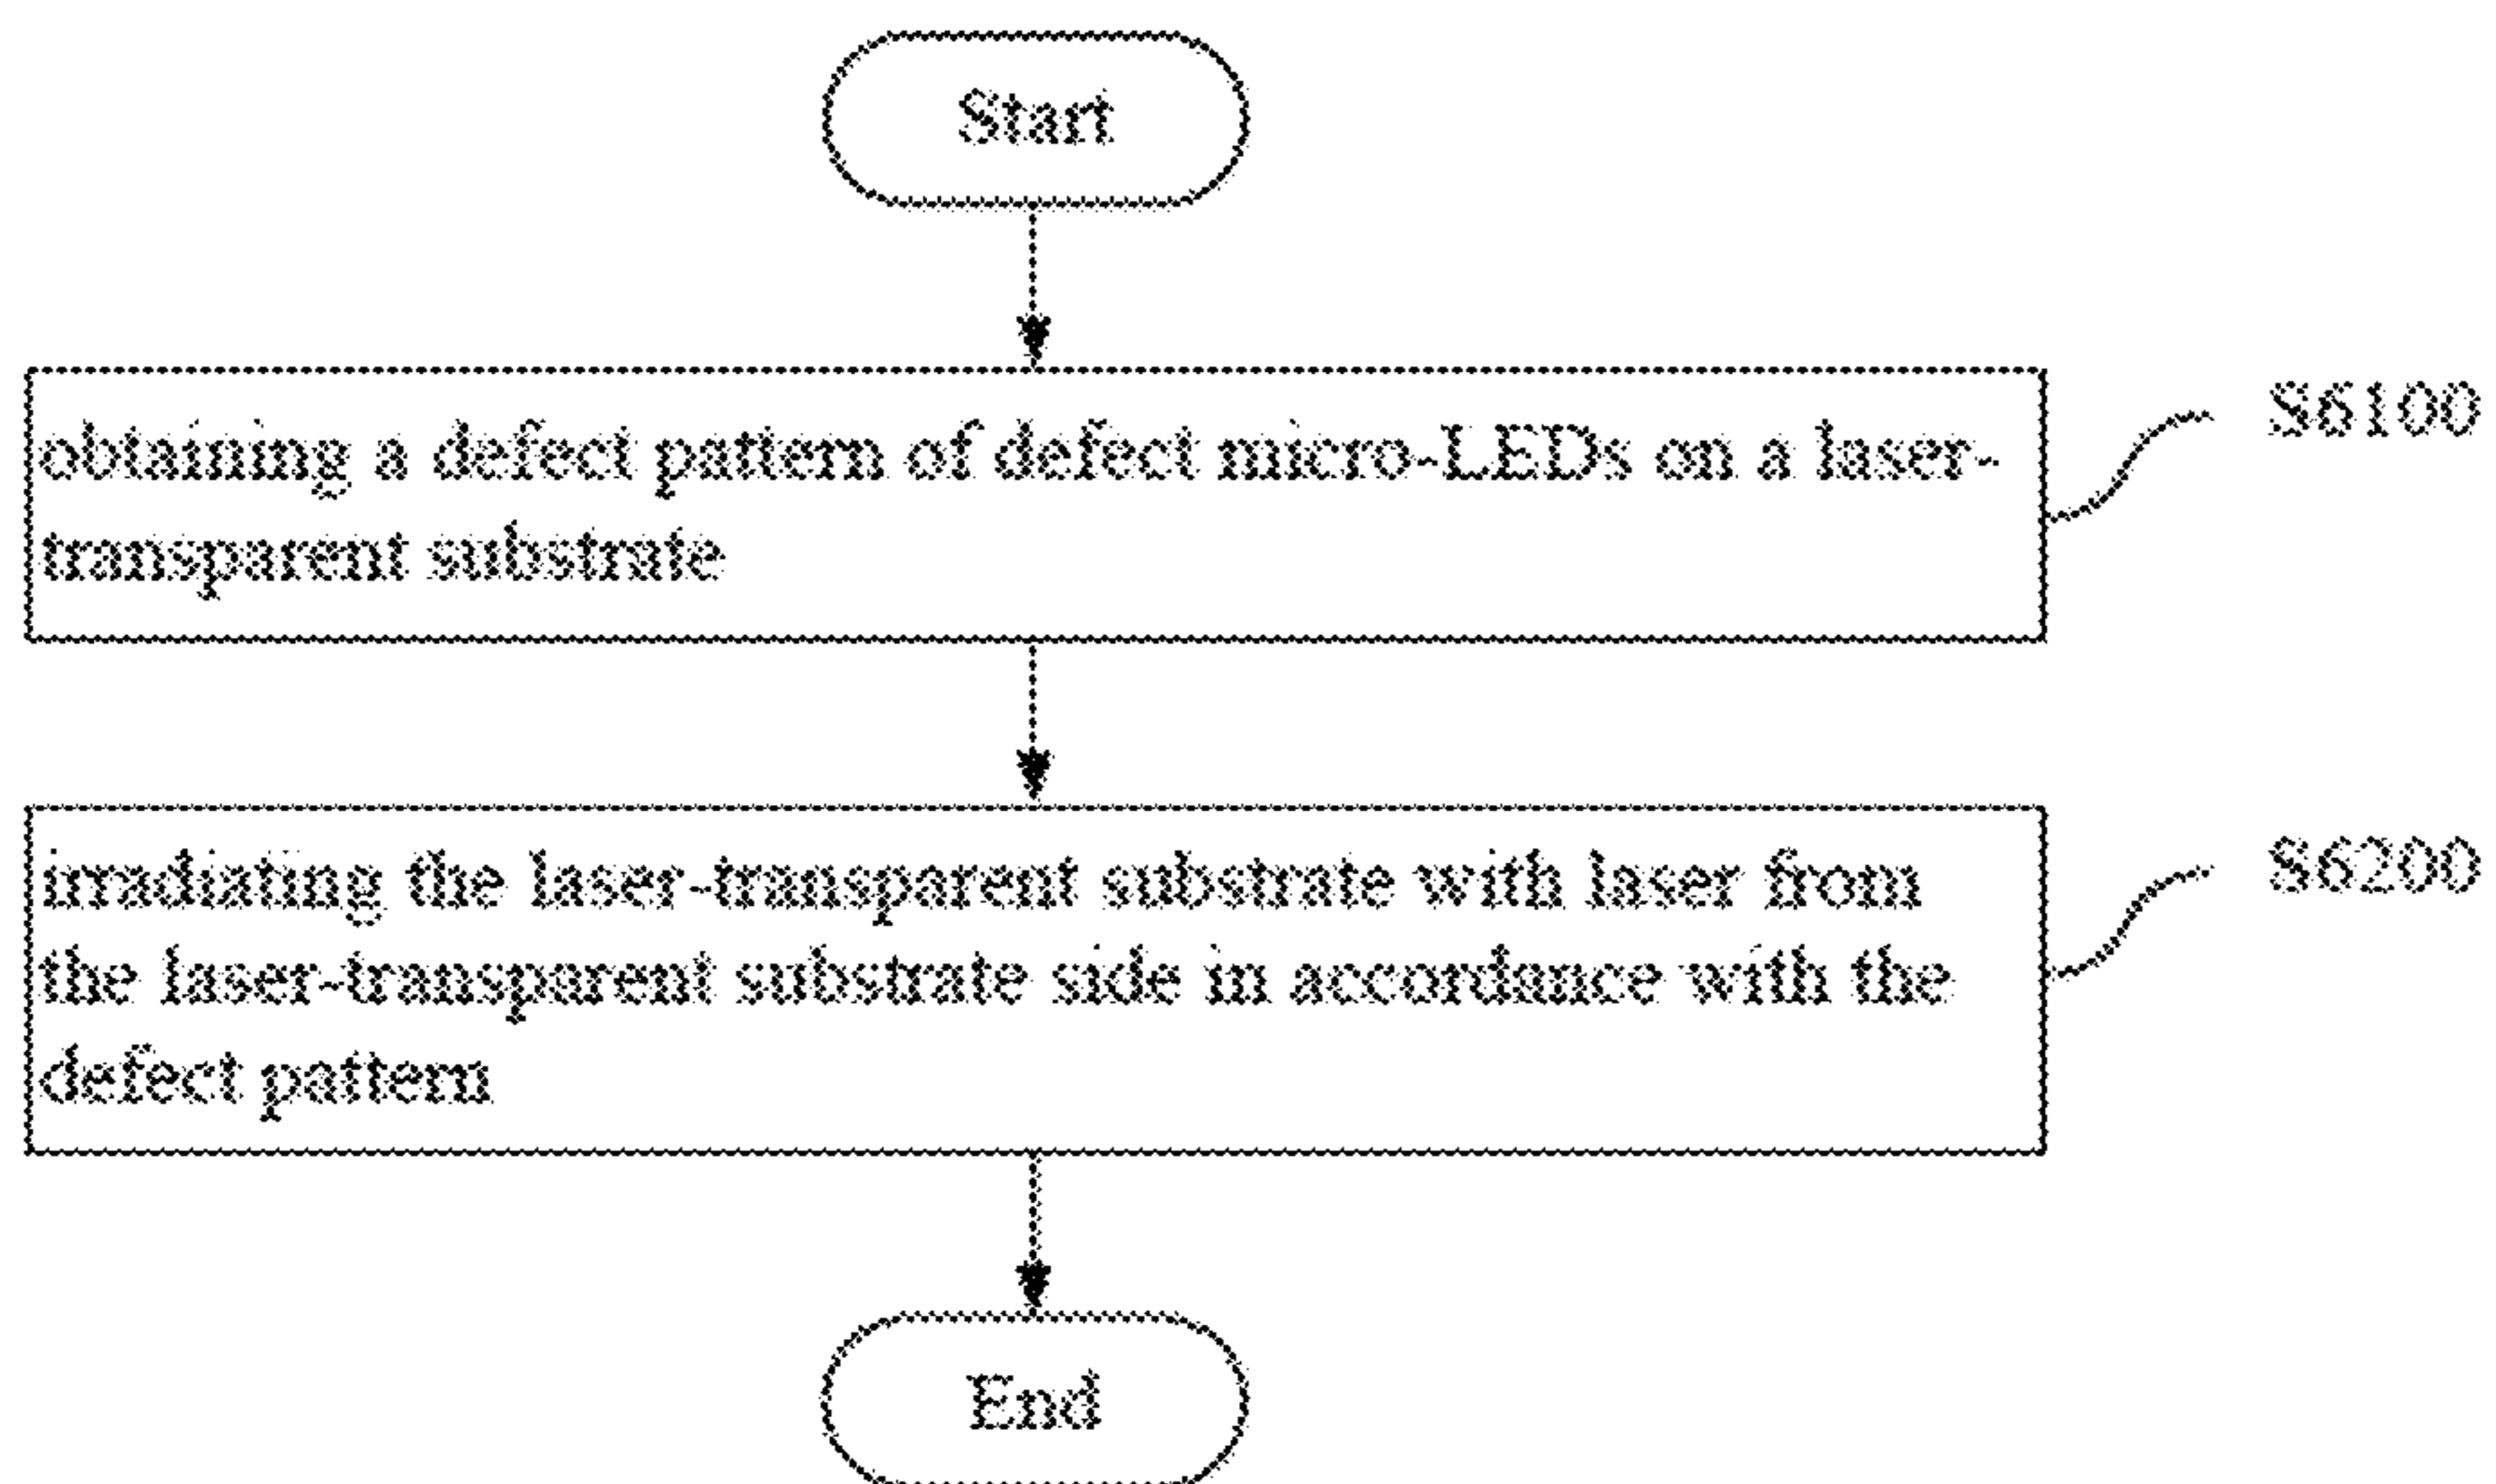 Start
obtaining a defect pattern of defect micro-LEDs on a laser-
transparent substrate
S6100
irradiating the laser-transparent substrate with laser from
the laser-transparent substrate side in accordance with the
defect pattern
S6200
End